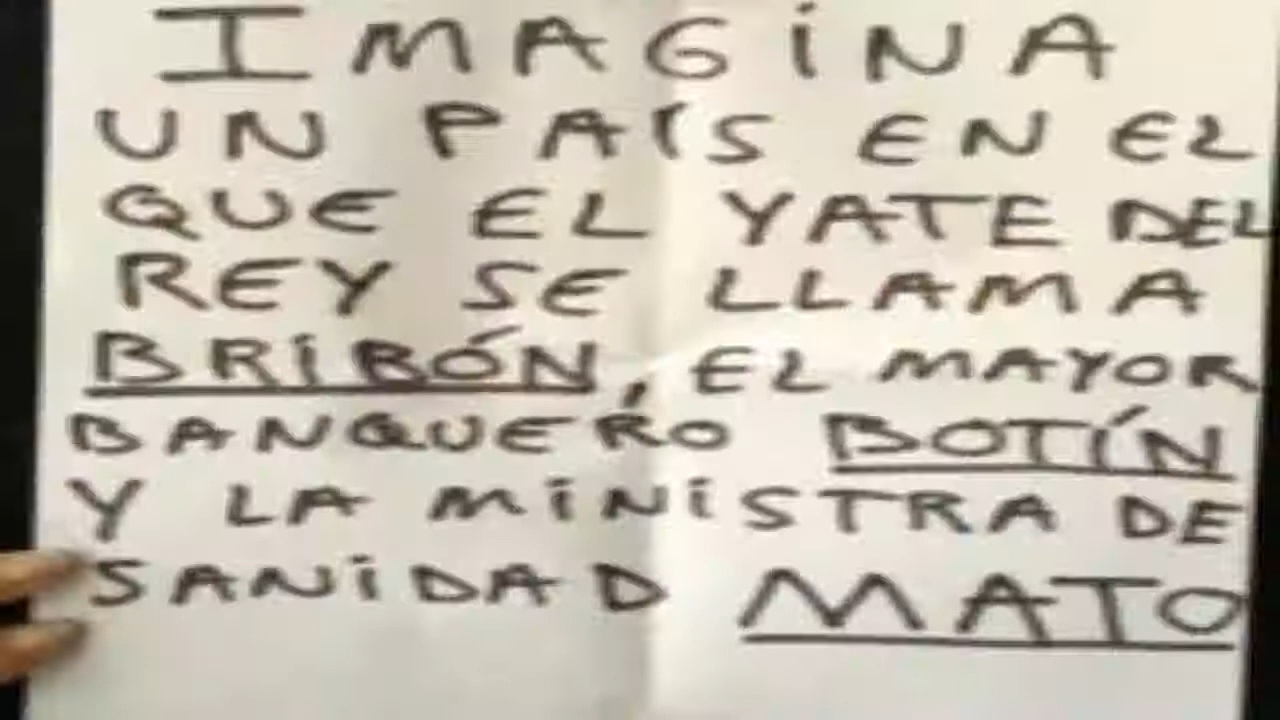 IMAGiNA
UN PAÍS EN EL
QUE EL YATE DEL
REY SE LLAMA
BRiBÓN, EL MAYOR
BANQUERO BOTÍN
Y LA MiNiSTRA DE
SANiDAD MATO